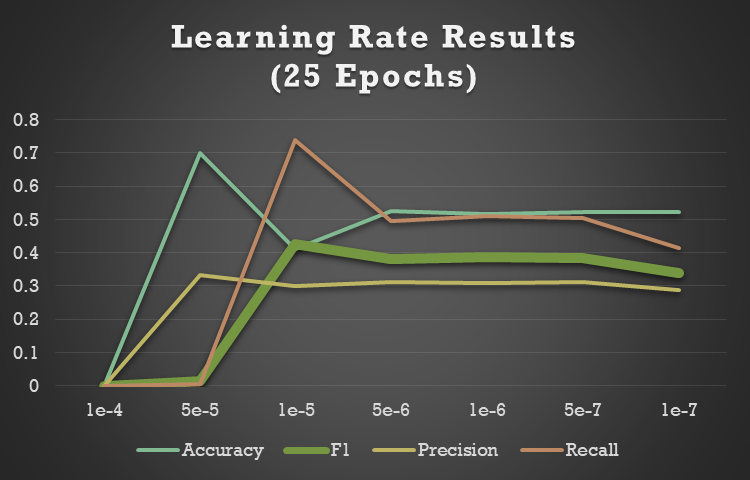 Learning Rate Results
(25 Epochs)
0.8
0.7
0.6
0.5
0.4
0.3
0.2
0.1
0
1e-4 5e-5 1e-5 5e-6 1e-6 5e-7 1e-7
Accuracy F1 Precision Recall